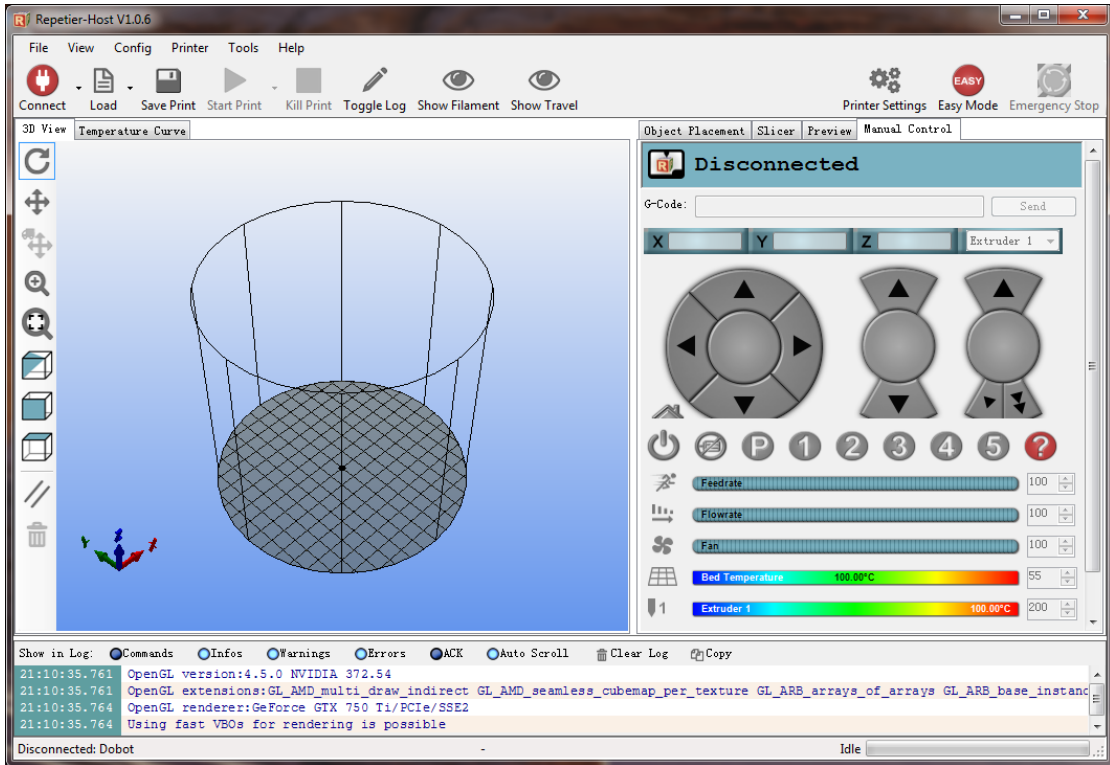 Repetier-Host V1.0.6
File View Config Printer Tools Help
Connect Load Save Print Start Print Kill Print Toggle Log Show Filament Show Travel Printer Settings Easy Mode Emergency Stop
EASY
3D View Temperature Curve
Object Placement Slicer Preview Manual Control
Disconnected
G-Code: Send
X Y Z Extruder 1
P 1 2 3 4 5 ?
Feedrate 100
Flowrate 100
Fan 100
Bed Temperature 100.00°C 55
1 Extruder 1 100.00°C 200
Y Z X
Show in Log: Commands Infos Warnings Errors ACK Auto Scroll Clear Log Copy
21:10:35.761 OpenGL version:4.5.0 NVIDIA 372.54
21:10:35.761 OpenGL extensions:GL_AMD_multi_draw_indirect GL_AMD_seamless_cubemap_per_texture GL_ARB_arrays_of_arrays GL_ARB_base_instanc
21:10:35.764 OpenGL renderer:GeForce GTX 750 Ti/PCIe/SSE2
21:10:35.764 Using fast VBOs for rendering is possible
Disconnected: Dobot - Idle